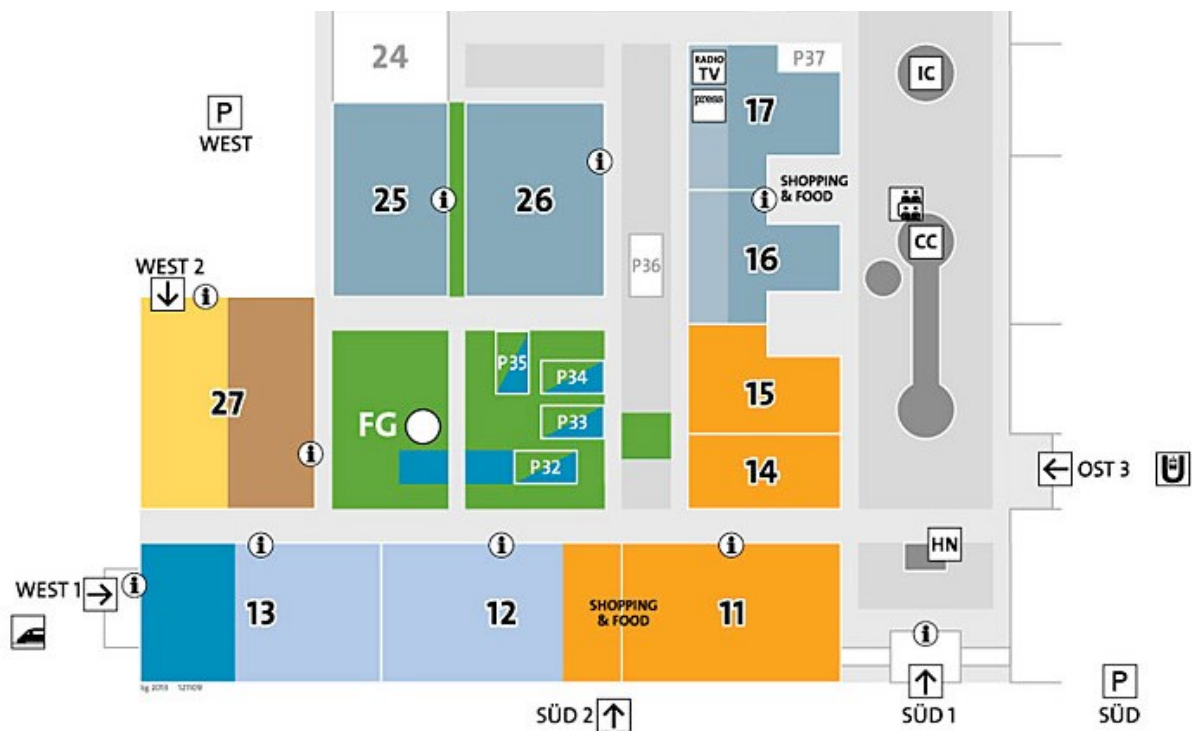 24
P37
RADIO
TV
press
17
IC
P
WEST
25
i
26
i
SHOPPING
& FOOD
i
CC
16
P36
WEST 2
i
27
i
P35
P34
FG
P33
P32
15
14
OST 3
U
HN
i
i
i
WEST 1
i
13
12
SHOPPING
& FOOD
11
i
SÜD 2
SÜD 1
P
SÜD